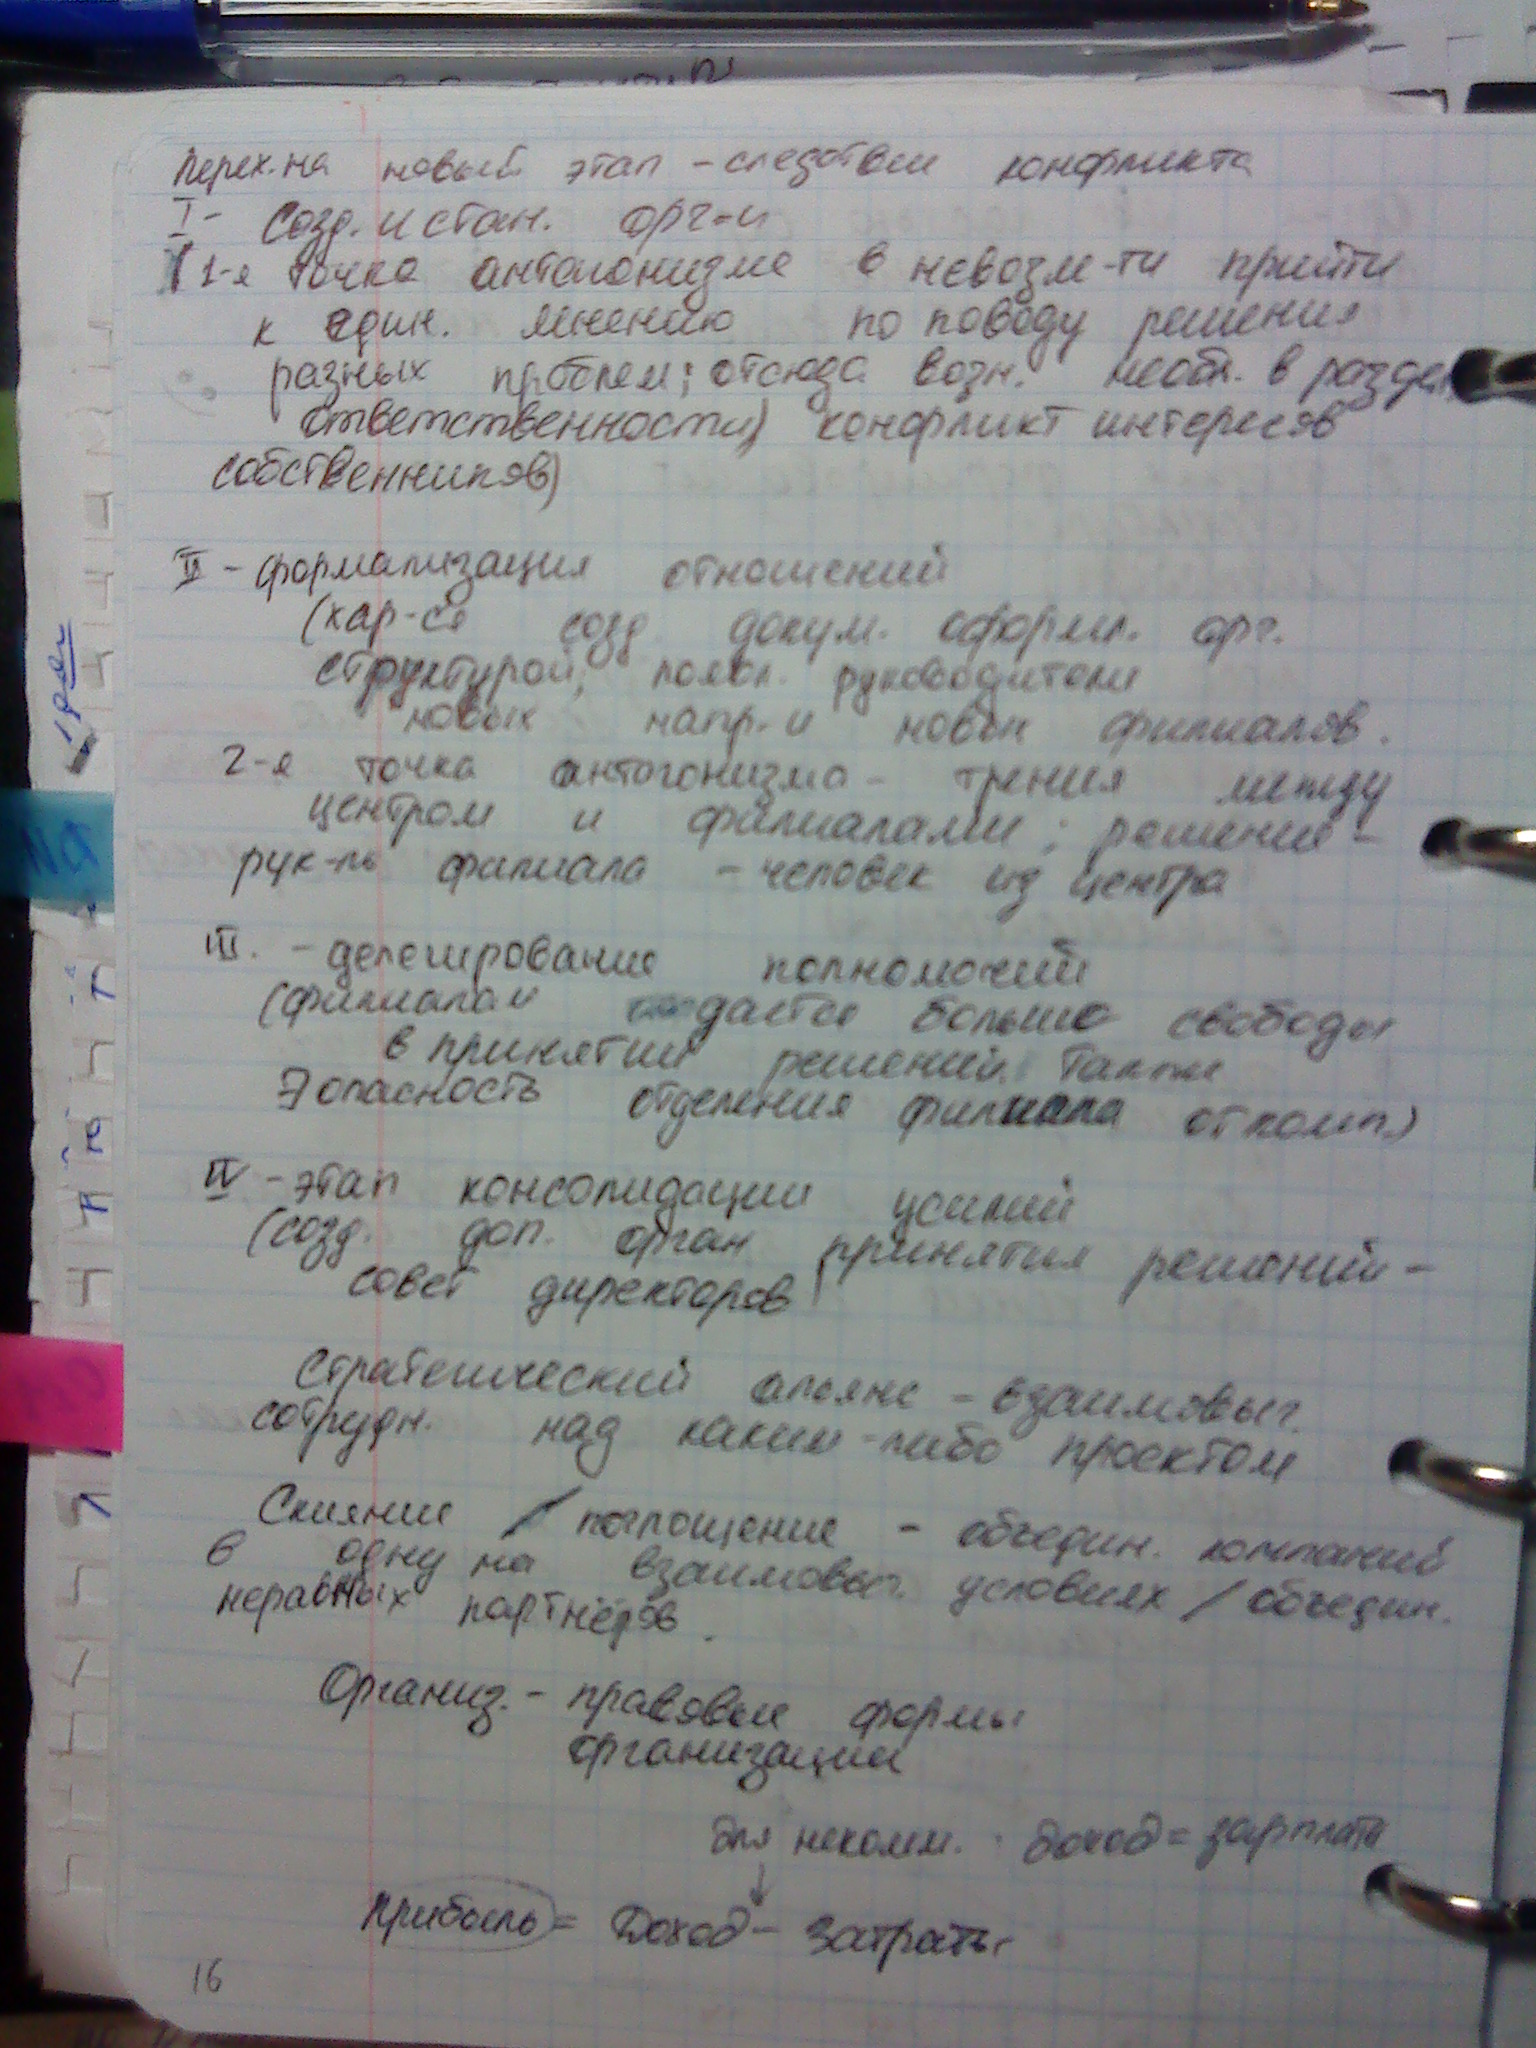 Перех. на новый этап - следствие конфликта
I - Созд. и стан. орг-и
(1-я точка антагонизма в невозм-ти прийти
к един. мнению по поводу решения
разных проблем; отсюда возн. необх. в раздел
ответственности) конфликт интересов
собственников)
II - формализация отношений
(хар-ся созд. докум. оформл. орг.
структурой, появл. руководители
новых напр. и новых филиалов.
2-я точка антагонизма - трения между
центром и филиалами; решение -
рук-ль филиала - человек из центра
III. - делегирование полномочий
(филиалам дается больше свободы
в принятии решений. Также
∃ опасность отделения филиала от комп.)
IV - этап консолидации усилий
(созд. доп. орган принятия решений -
совет директоров)
Стратегический альянс - взаимовыг.
сотрудн. над каким-либо проектом
Слияние / поглощение - объедин. компаний
в одну на взаимовыг. условиях / объедин.
неравных партнёров.
Организ. - правовые формы
организации
для неком. доход = зарплата
↓
Прибыль = Доход - Затраты
16